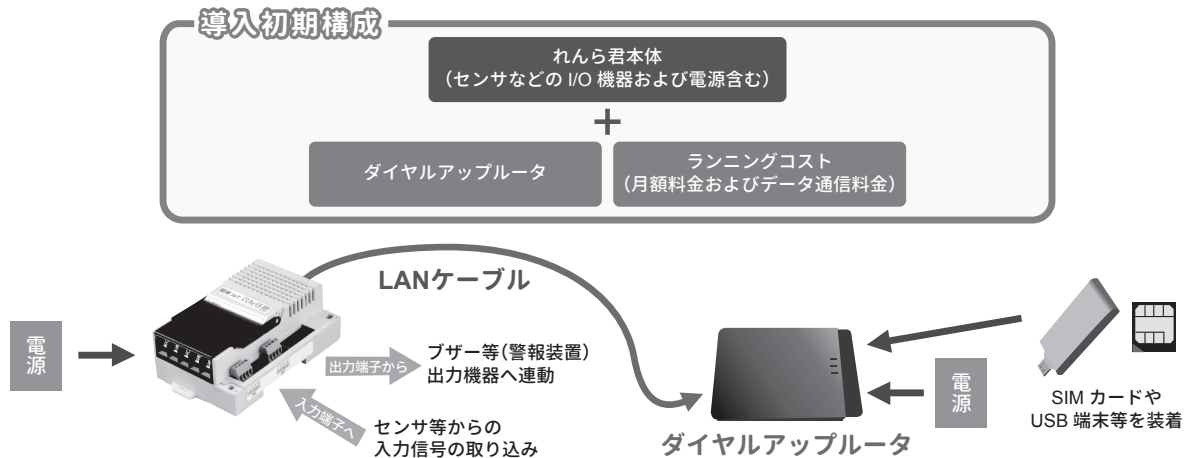 導入初期構成
れんら君本体
（センサなどの I/O 機器および電源含む）
＋
ダイヤルアップルータ
ランニングコスト
（月額料金およびデータ通信料金）
LANケーブル
電源
出力端子から
ブザー等（警報装置）
出力機器へ連動
入力端子へ
センサ等からの
入力信号の取り込み
ダイヤルアップルータ
電源
SIM カードや
USB 端末等を装着